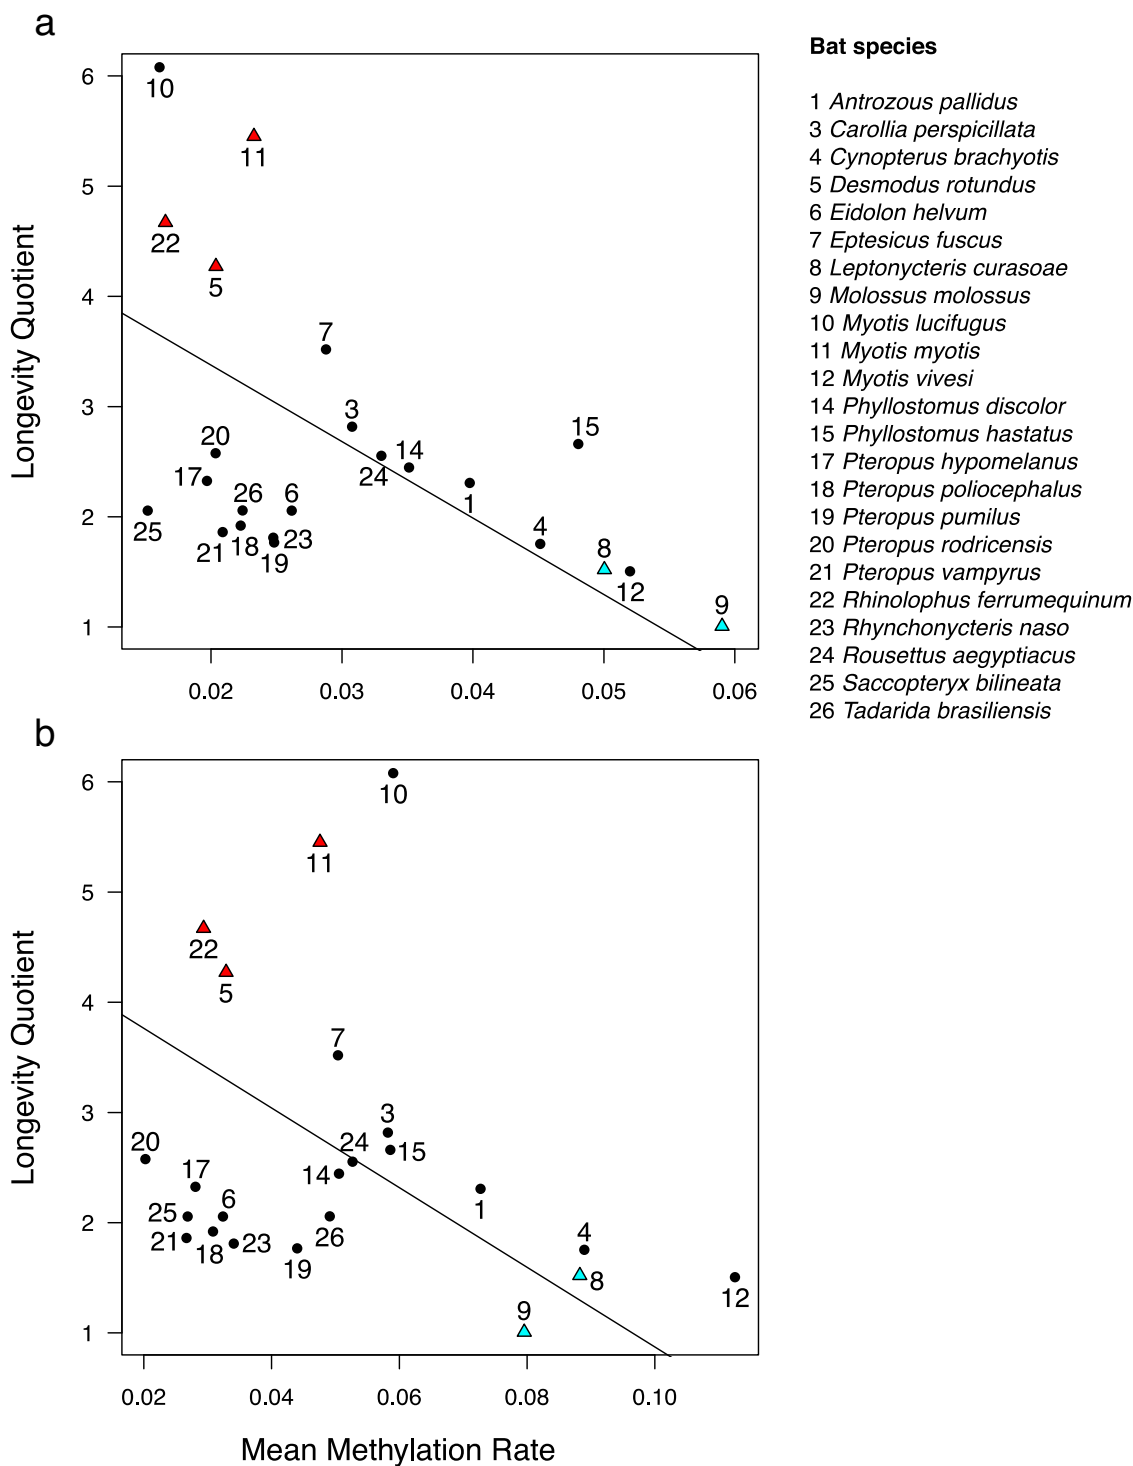 a
Bat species
1 Antrozous pallidus
3 Carollia perspicillata
4 Cynopterus brachyotis
5 Desmodus rotundus
6 Eidolon helvum
7 Eptesicus fuscus
8 Leptonycteris curasoae
9 Molossus molossus
10 Myotis lucifugus
11 Myotis myotis
12 Myotis vivesi
14 Phyllostomus discolor
15 Phyllostomus hastatus
17 Pteropus hypomelanus
18 Pteropus poliocephalus
19 Pteropus pumilus
20 Pteropus rodricensis
21 Pteropus vampyrus
22 Rhinolophus ferrumequinum
23 Rhynchonycteris naso
24 Rousettus aegyptiacus
25 Saccopteryx bilineata
26 Tadarida brasiliensis
Longevity Quotient
6
5
4
3
2
1
10
11
22
5
7
3
20
14
15
24
17
26
6
1
25
21
18
19
23
4
8
12
9
0.02 0.03 0.04 0.05 0.06
b
Longevity Quotient
6
5
4
3
2
1
10
11
22
5
7
3
20
24
15
17
14
6
25
1
21
18
23
19
26
4
8
12
9
0.02 0.04 0.06 0.08 0.10
Mean Methylation Rate